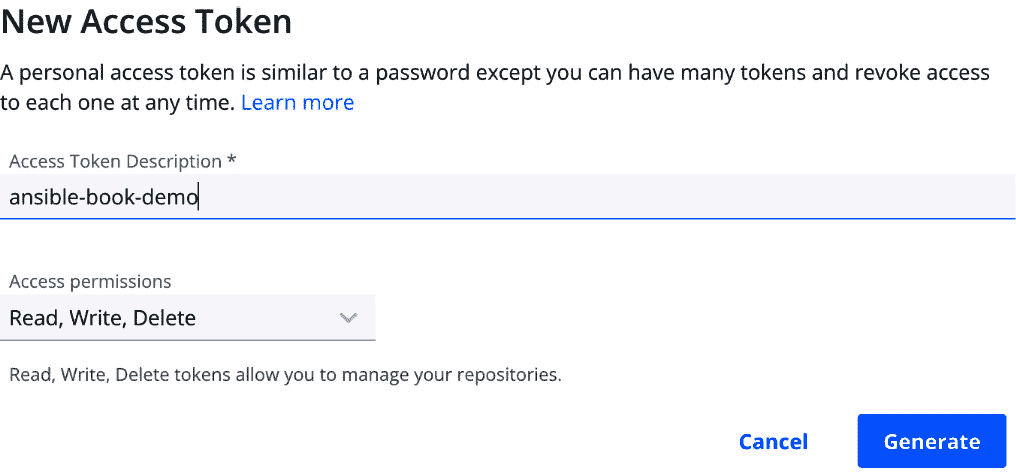 New Access Token
A personal access token is similar to a password except you can have many tokens and revoke access
to each one at any time. Learn more
Access Token Description *
ansible-book-demo
Access permissions
Read, Write, Delete
Read, Write, Delete tokens allow you to manage your repositories.
Cancel Generate